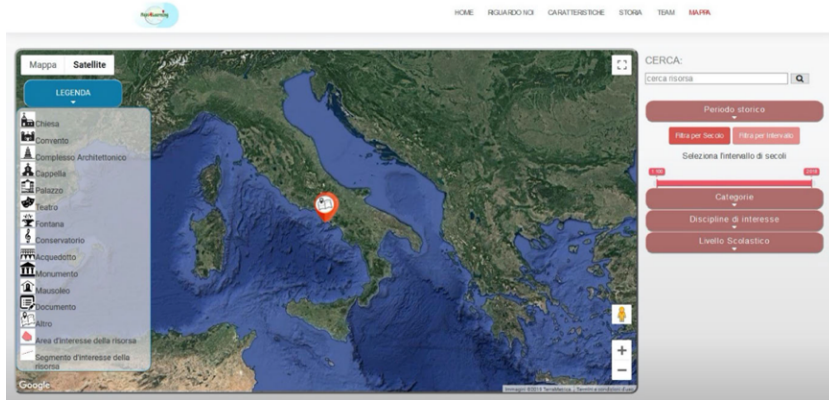 HOME RIGUARDO NOI CARATTERISTICHE STORIA TEAM MAPPA
Mappa Satellite
LEGENDA
Chiesa
Convento
Complesso Architettonico
Cappella
Palazzo
Teatro
Fontana
Conservatorio
Acquedotto
Monumento
Mausoleo
Documento
Altro
Area d'interesse della risorsa
Segmento d'interesse della
risorsa
Google
CERCA:
cerca risorsa
Periodo storico
Filtra per Secolo Filtra per Intervallo
Seleziona l'intervallo di secoli
Categorie
Discipline di interesse
Livello Scolastico